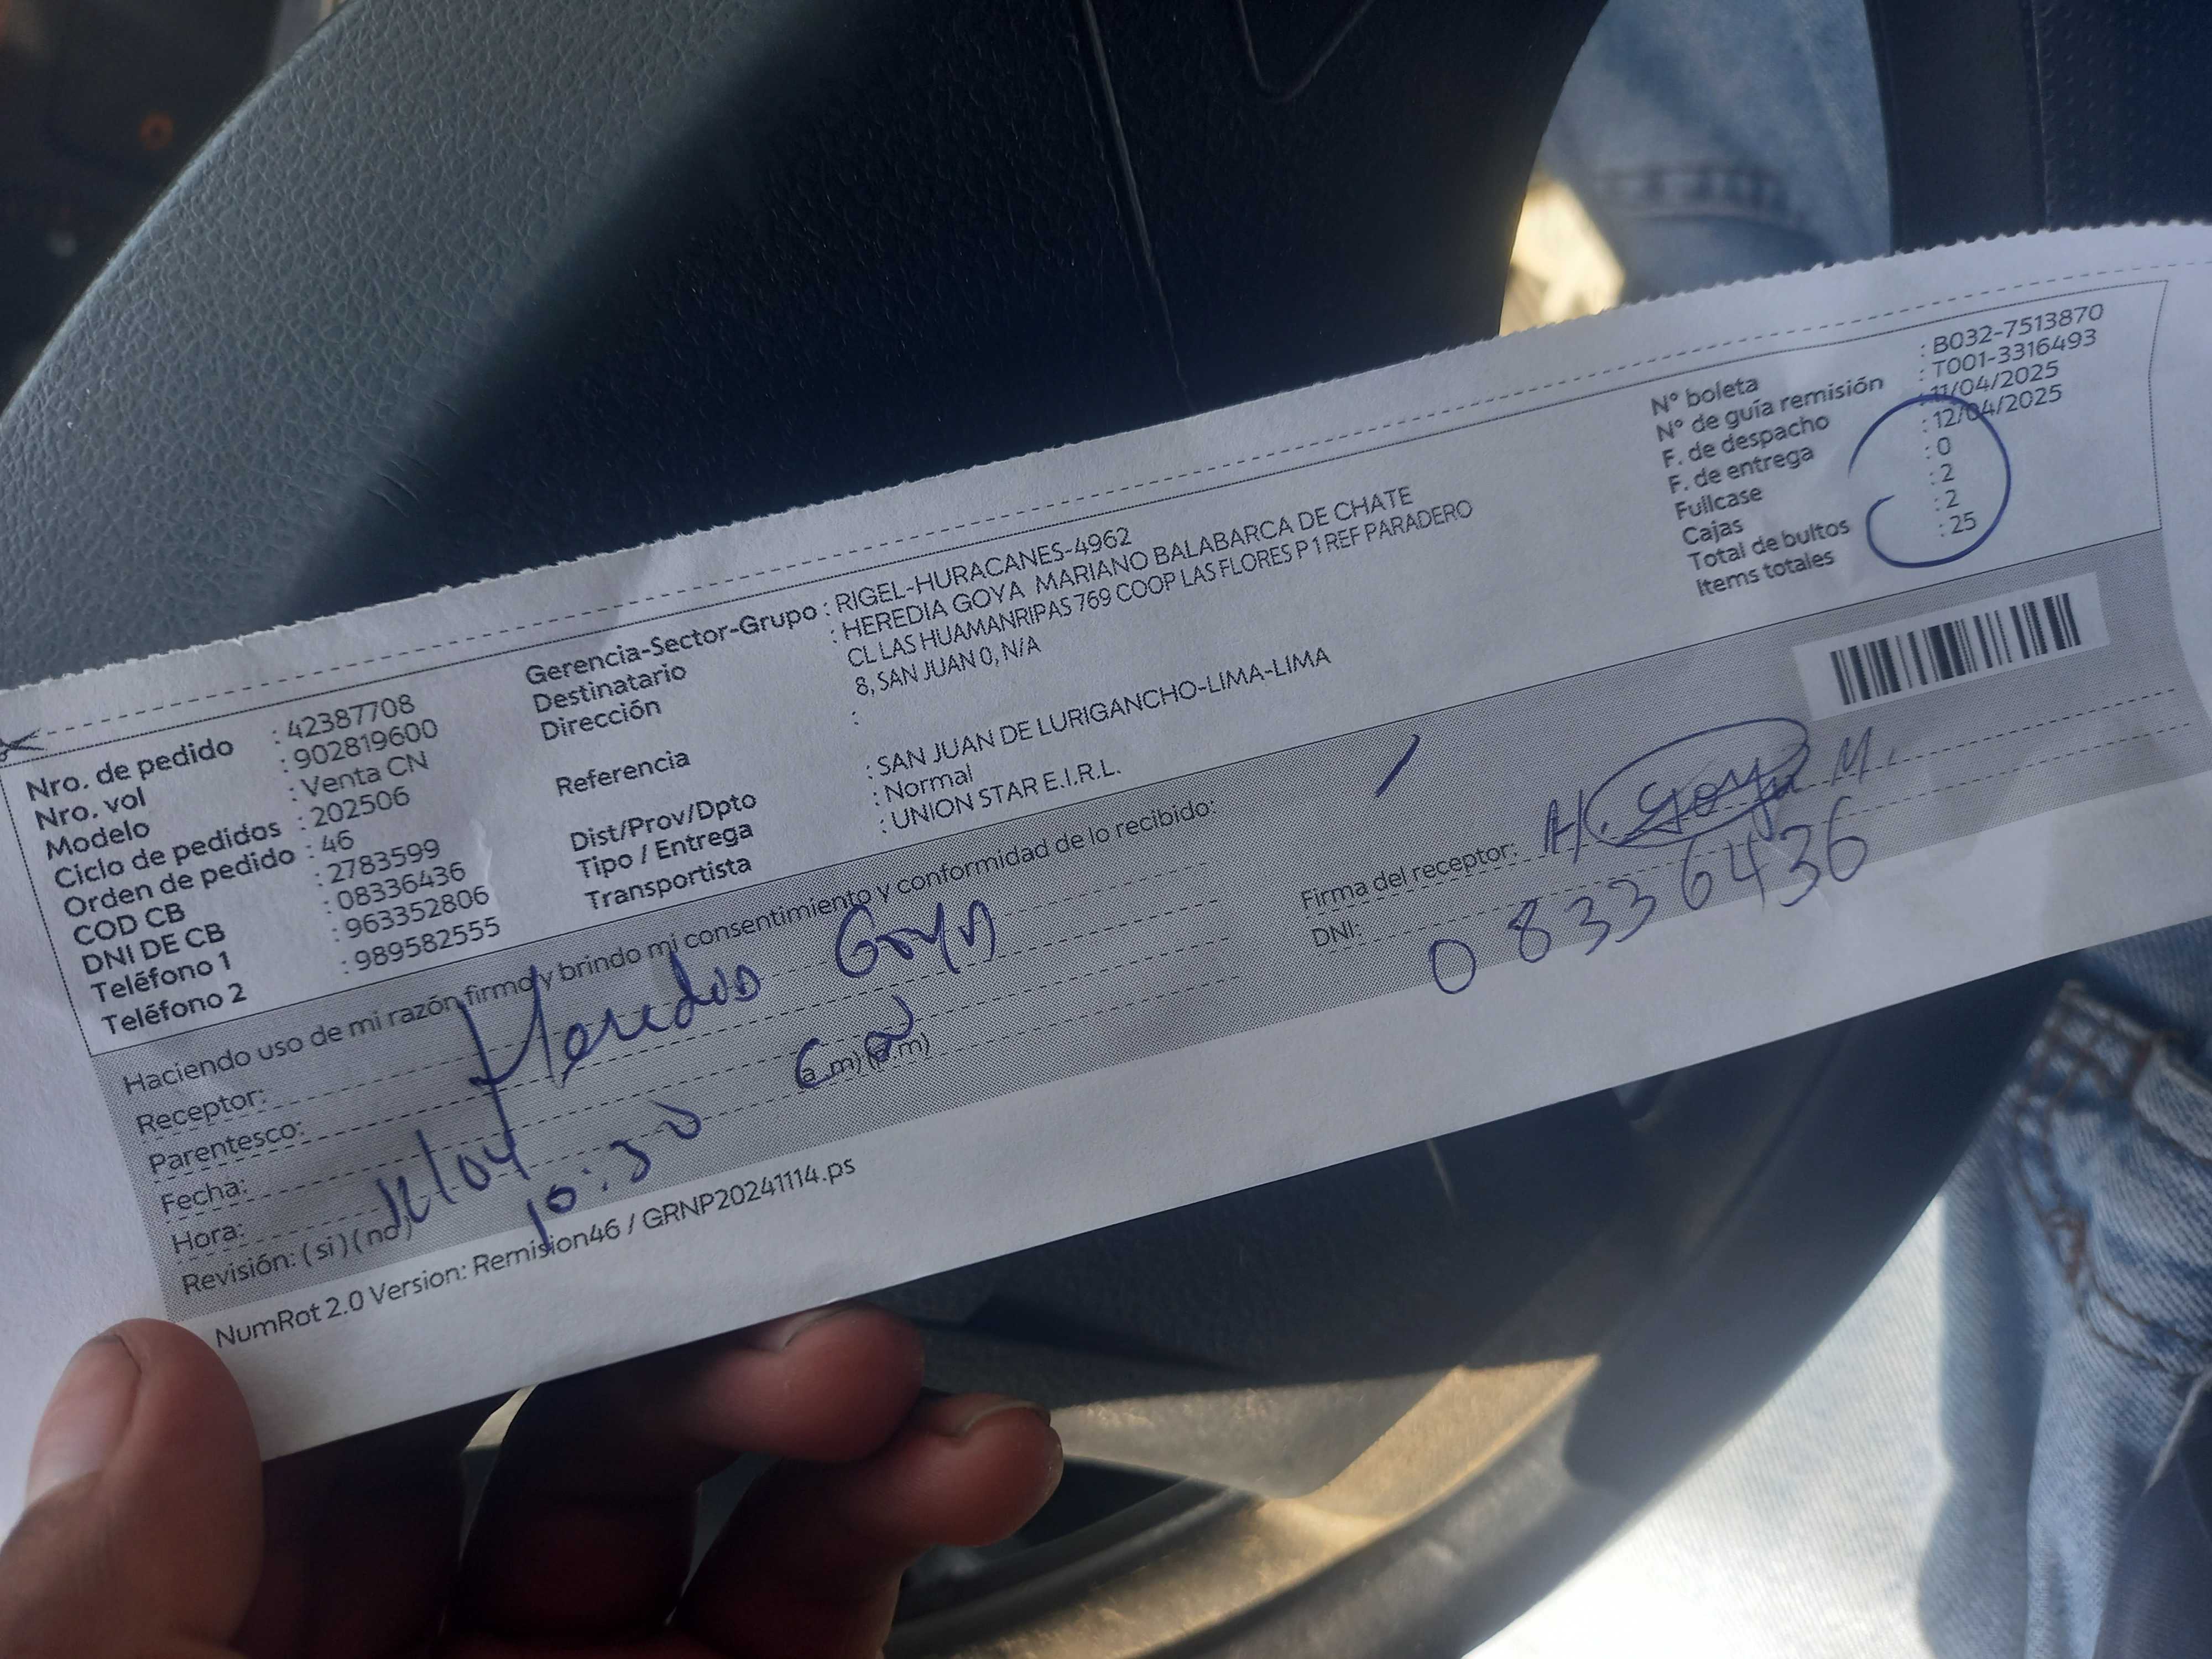 Nro. de pedido : 42387708
Nro. vol : 902819600
Modelo : Venta CN
Ciclo de pedidos : 202506
Orden de pedido : 46
COD CB : 2783599
DNI DE CB : 08336436
Teléfono 1 : 963352806
Teléfono 2 : 989582555
Gerencia-Sector-Grupo : RIGEL-HURACANES-4962
Destinatario : HEREDIA GOYA MARIANO BALABARCA DE CHATE
Dirección CL LAS HUAMANRIPAS 769 COOP LAS FLORES P 1 REF PARADERO
8, SAN JUAN 0, N/A
Referencia :
Dist/Prov/Dpto : SAN JUAN DE LURIGANCHO-LIMA-LIMA
Tipo / Entrega : Normal
Transportista : UNION STAR E.I.R.L.
N° boleta : B032-7513870
N° de guía remisión : T001-3316493
F. de despacho : 11/04/2025
F. de entrega : 12/04/2025
Fullcase : 0
Cajas : 2
Total de bultos : 2
Items totales : 25
Haciendo uso de mi razón firmo y brindo mi consentimiento y conformidad de lo recibido:
Receptor: Goya
Parentesco:
Fecha: 12/04
Hora: 10:30 (a m) (p.m)
Revisión: ( si ) ( no )
Firma del receptor: H. Goya M.
DNI: 08336436
NumRot 2.0 Version: Remision46 / GRNP20241114.ps